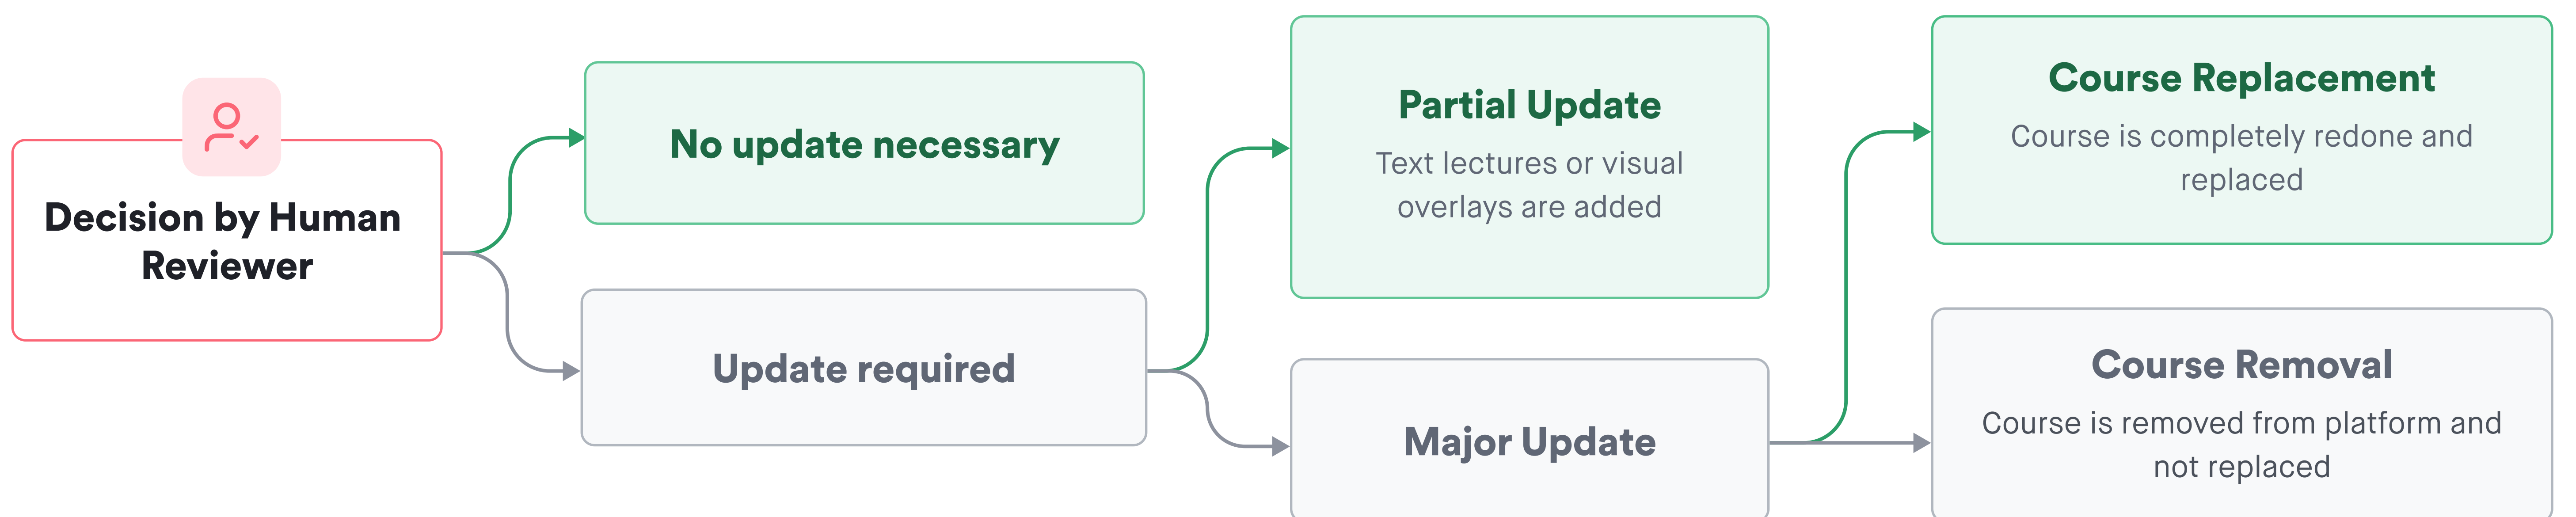 Decision by Human
Reviewer
No update necessary
Update required
Partial Update
Text lectures or visual
overlays are added
Major Update
Course Replacement
Course is completely redone and
replaced
Course Removal
Course is removed from platform and
not replaced